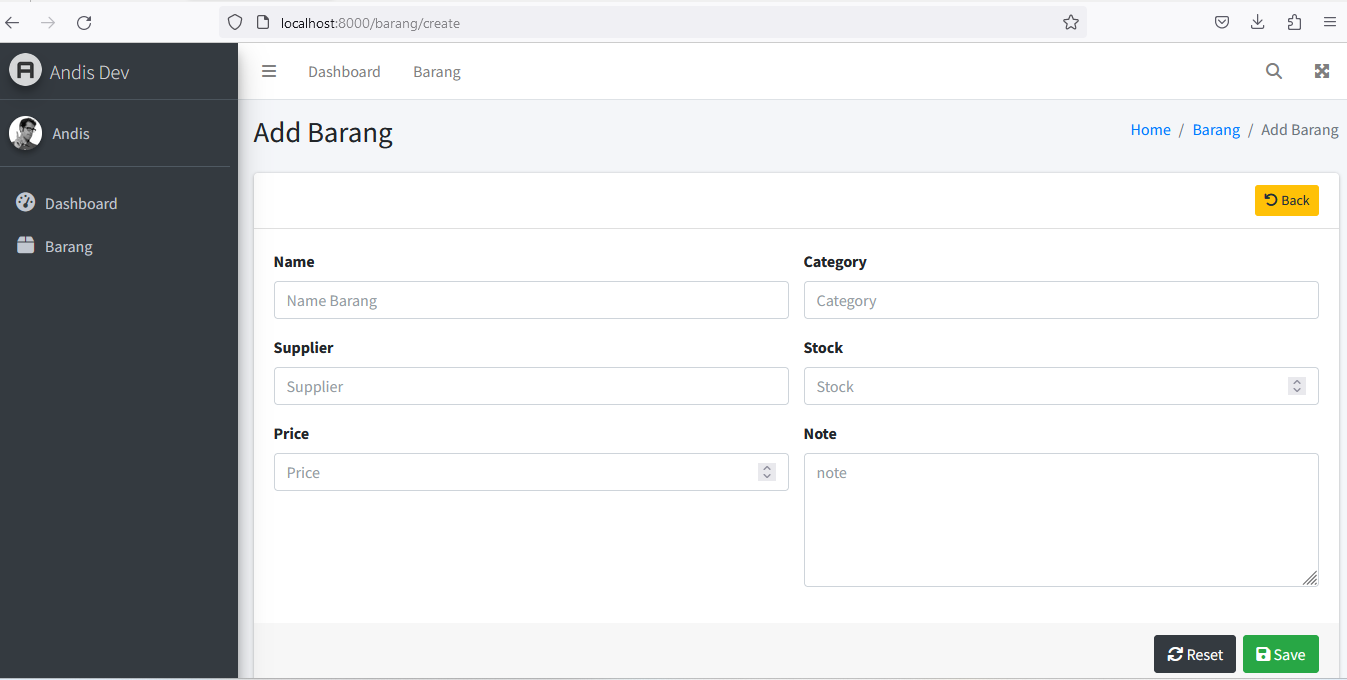 localhost:8000/barang/create
Andis Dev
Dashboard
Barang
Andis
Dashboard
Barang
Add Barang
Home / Barang / Add Barang
Back
Name
Category
Name Barang
Category
Supplier
Stock
Supplier
Stock
Price
Note
Price
note
Reset
Save